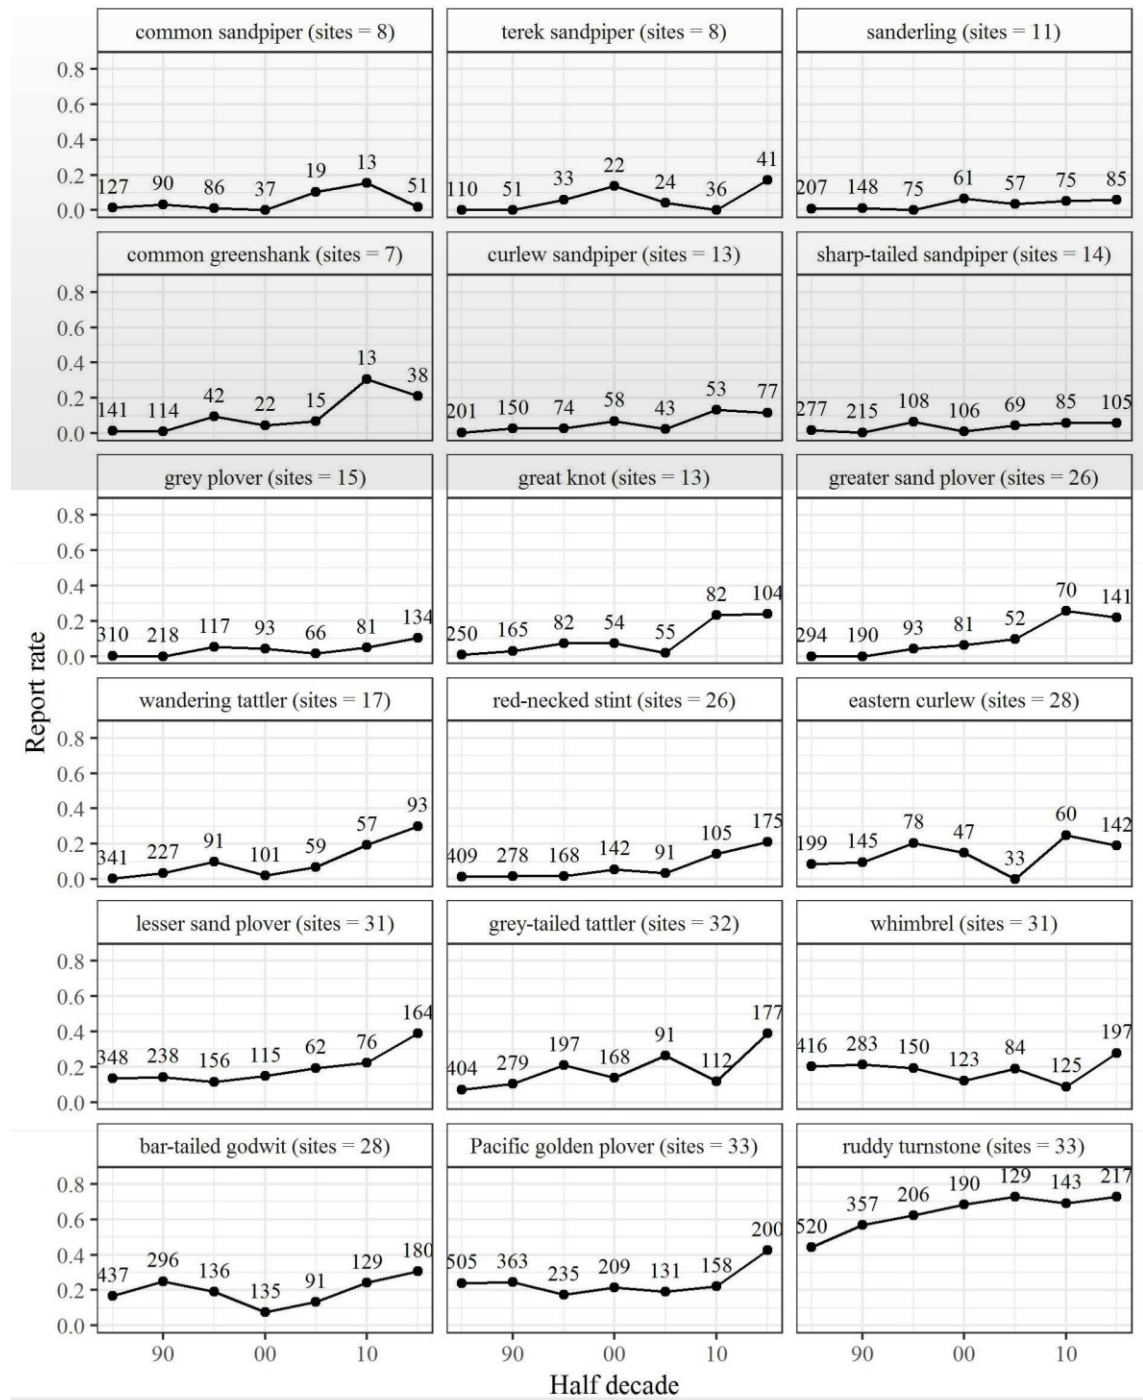 common sandpiper (sites = 8) terek sandpiper (sites = 8) sanderling (sites = 11)
0.8
0.6
0.4
0.2
0.0
127 90 86 37 19 13 51
110 51 33 22 24 36 41
207 148 75 61 57 75 85
common greenshank (sites = 7) curlew sandpiper (sites = 13) sharp-tailed sandpiper (sites = 14)
0.8
0.6
0.4
0.2
0.0
141 114 42 22 15 13 38
201 150 74 58 43 53 77
277 215 108 106 69 85 105
grey plover (sites = 15) great knot (sites = 13) greater sand plover (sites = 26)
0.8
0.6
0.4
0.2
0.0
310 218 117 93 66 81 134
250 165 82 54 55 82 104
294 190 93 81 52 70 141
Report rate
wandering tattler (sites = 17) red-necked stint (sites = 26) eastern curlew (sites = 28)
0.8
0.6
0.4
0.2
0.0
341 227 91 101 59 57 93
409 278 168 142 91 105 175
199 145 78 47 33 60 142
lesser sand plover (sites = 31) grey-tailed tattler (sites = 32) whimbrel (sites = 31)
0.8
0.6
0.4
0.2
0.0
348 238 156 115 62 76 164
404 279 197 168 91 112 177
416 283 150 123 84 125 197
bar-tailed godwit (sites = 28) Pacific golden plover (sites = 33) ruddy turnstone (sites = 33)
0.8
0.6
0.4
0.2
0.0
437 296 136 135 91 129 180
505 363 235 209 131 158 200
520 357 206 190 129 143 217
90 00 10 90 00 10 90 00 10
Half decade